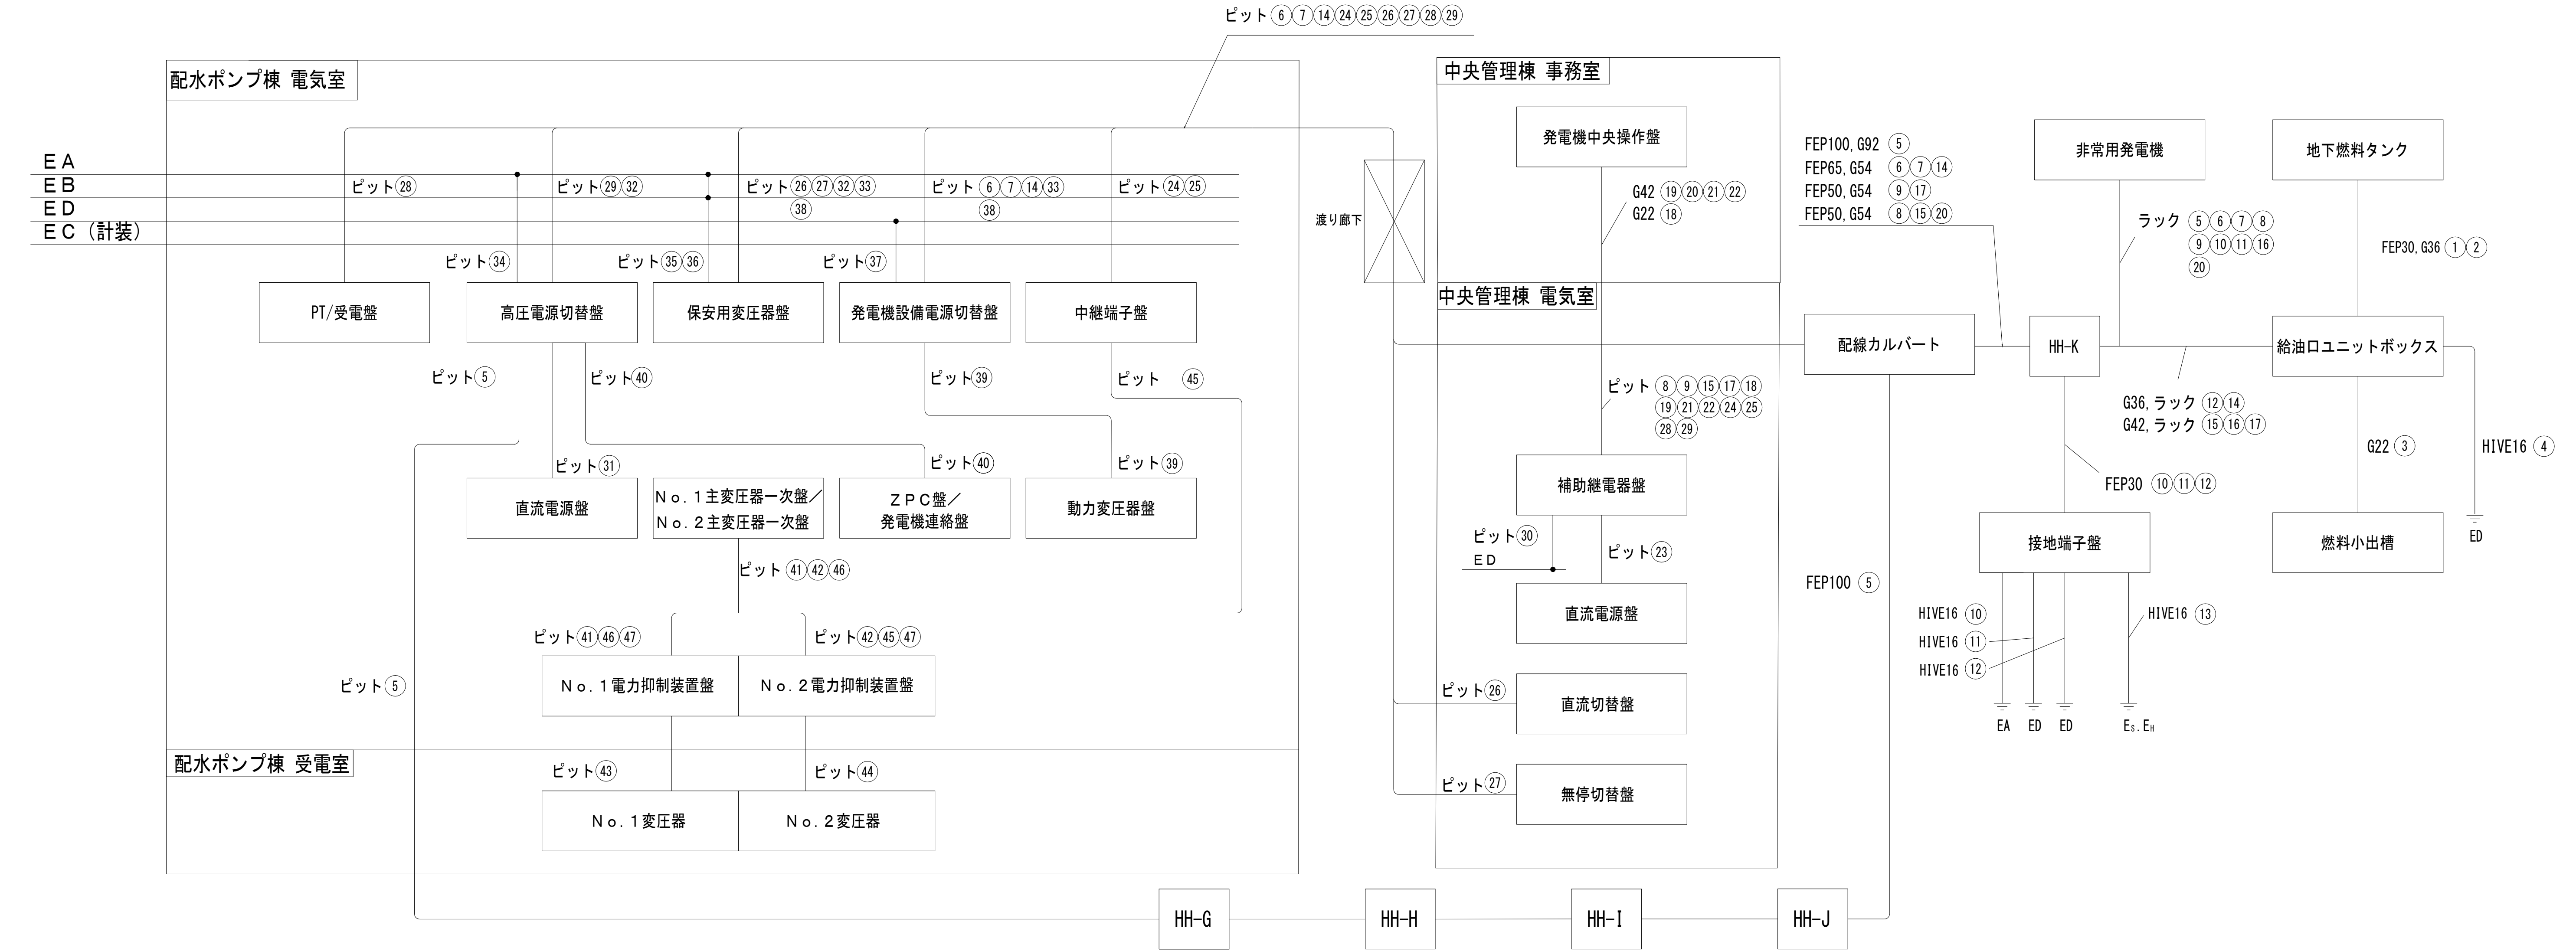 ピット ⑥⑦⑭㉔㉕㉖㉗㉘㉙
配水ポンプ棟 電気室
EA
EB
ED
EC（計装）
ピット㉘
ピット㉙㉜
ピット㉖㉗㉜㉝
㊳
ピット ⑥⑦⑭㉝
㊳
ピット㉔㉕
ピット㉞
ピット㉟㊱
ピット㊲
PT/受電盤
高圧電源切替盤
保安用変圧器盤
発電機設備電源切替盤
中継端子盤
ピット⑤
ピット㊵
ピット㊴
ピット ㊺
ピット㉛
ピット㊵
ピット㊴
直流電源盤
No.1主変圧器一次盤／
No.2主変圧器一次盤
ZPC盤／
発電機連絡盤
動力変圧器盤
ピット ㊶㊷㊻
ピット㊶㊻㊼
ピット㊷㊺㊼
ピット⑤
No.1電力抑制装置盤
No.2電力抑制装置盤
配水ポンプ棟 受電室
ピット㊸
ピット㊹
No.1変圧器
No.2変圧器
渡り廊下
中央管理棟 事務室
発電機中央操作盤
G42 ⑲⑳㉑㉒
G22 ⑱
中央管理棟 電気室
ピット ⑧⑨⑮⑰⑱
⑲㉑㉒㉔㉕
㉘㉙
補助継電器盤
ピット㉚
ED
ピット㉓
直流電源盤
ピット㉖
直流切替盤
ピット㉗
無停切替盤
HH-G
HH-H
HH-I
HH-J
FEP100,G92 ⑤
FEP65,G54 ⑥⑦⑭
FEP50,G54 ⑨⑰
FEP50,G54 ⑧⑮⑳
配線カルバート
FEP100 ⑤
非常用発電機
ラック ⑤⑥⑦⑧
⑨⑩⑪⑯
⑳
HH-K
地下燃料タンク
FEP30,G36 ①②
給油口ユニットボックス
G36,ラック ⑫⑭
G42,ラック ⑮⑯⑰
G22 ③
HIVE16 ④
FEP30 ⑩⑪⑫
接地端子盤
燃料小出槽
ED
HIVE16 ⑩
HIVE16 ⑪
HIVE16 ⑫
HIVE16 ⑬
EA
ED
ED
ES.EH